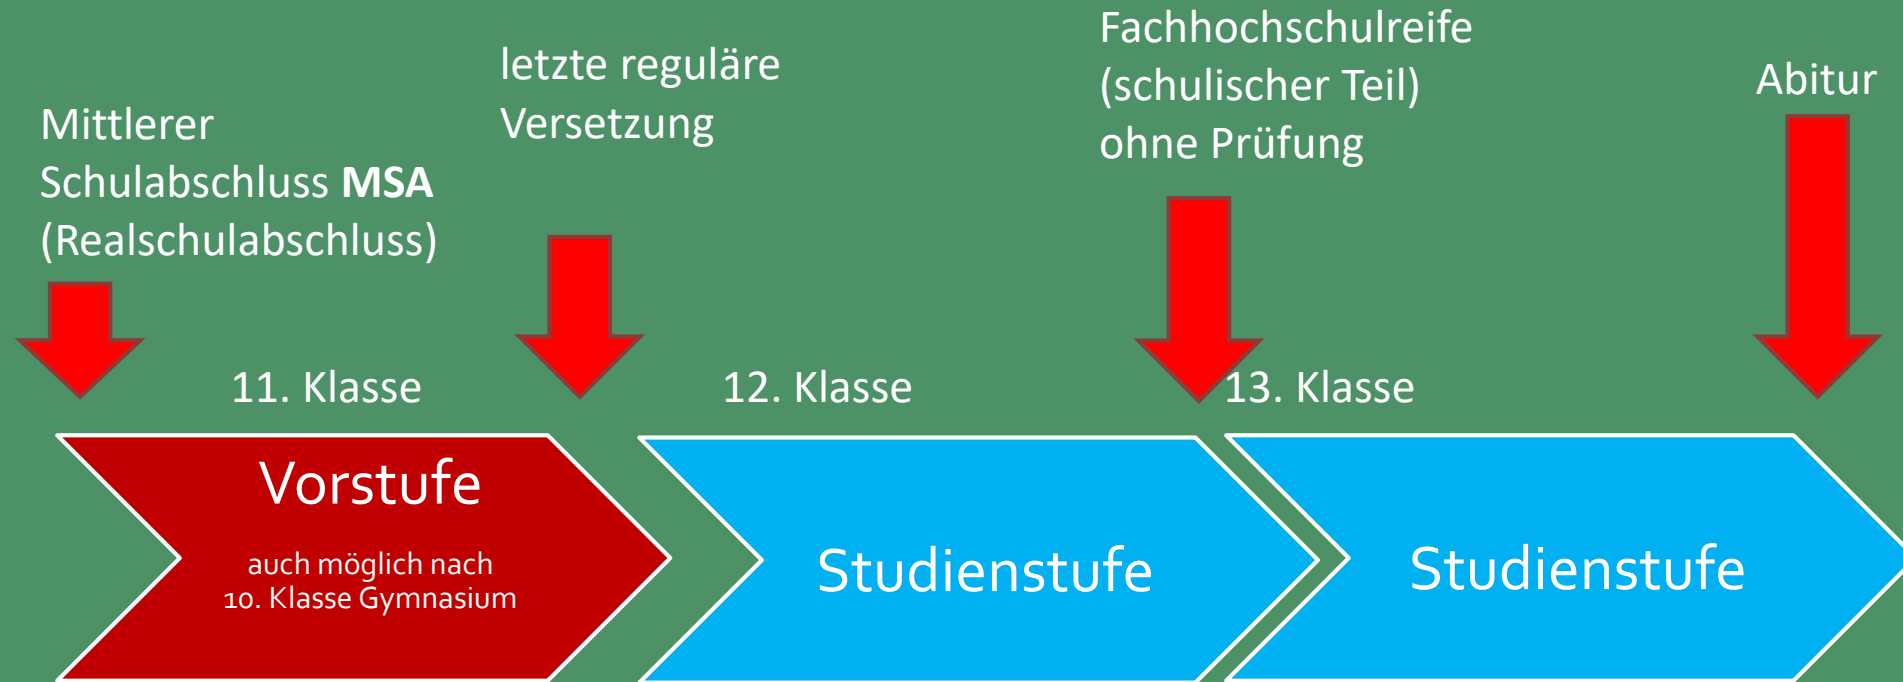 Mittlerer
Schulabschluss MSA
(Realschulabschluss)
letzte reguläre
Versetzung
Fachhochschulreife
(schulischer Teil)
ohne Prüfung
Abitur
11. Klasse
12. Klasse
13. Klasse
Vorstufe
auch möglich nach
10. Klasse Gymnasium
Studienstufe
Studienstufe